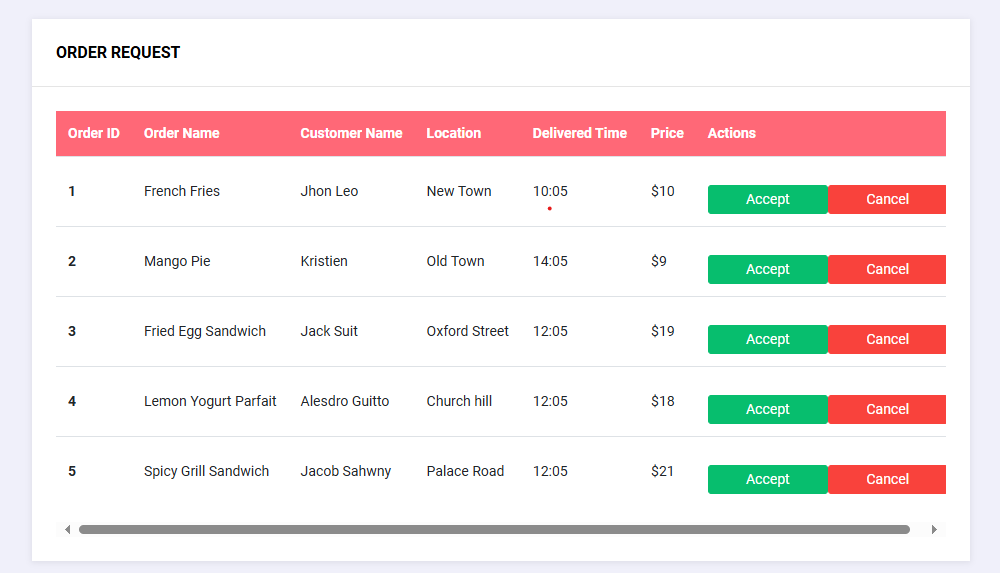 ORDER REQUEST
Order ID Order Name Customer Name Location Delivered Time Price Actions
1 French Fries Jhon Leo New Town 10:05 $10 Accept Cancel
2 Mango Pie Kristien Old Town 14:05 $9 Accept Cancel
3 Fried Egg Sandwich Jack Suit Oxford Street 12:05 $19 Accept Cancel
4 Lemon Yogurt Parfait Alesdro Guitto Church hill 12:05 $18 Accept Cancel
5 Spicy Grill Sandwich Jacob Sahwny Palace Road 12:05 $21 Accept Cancel